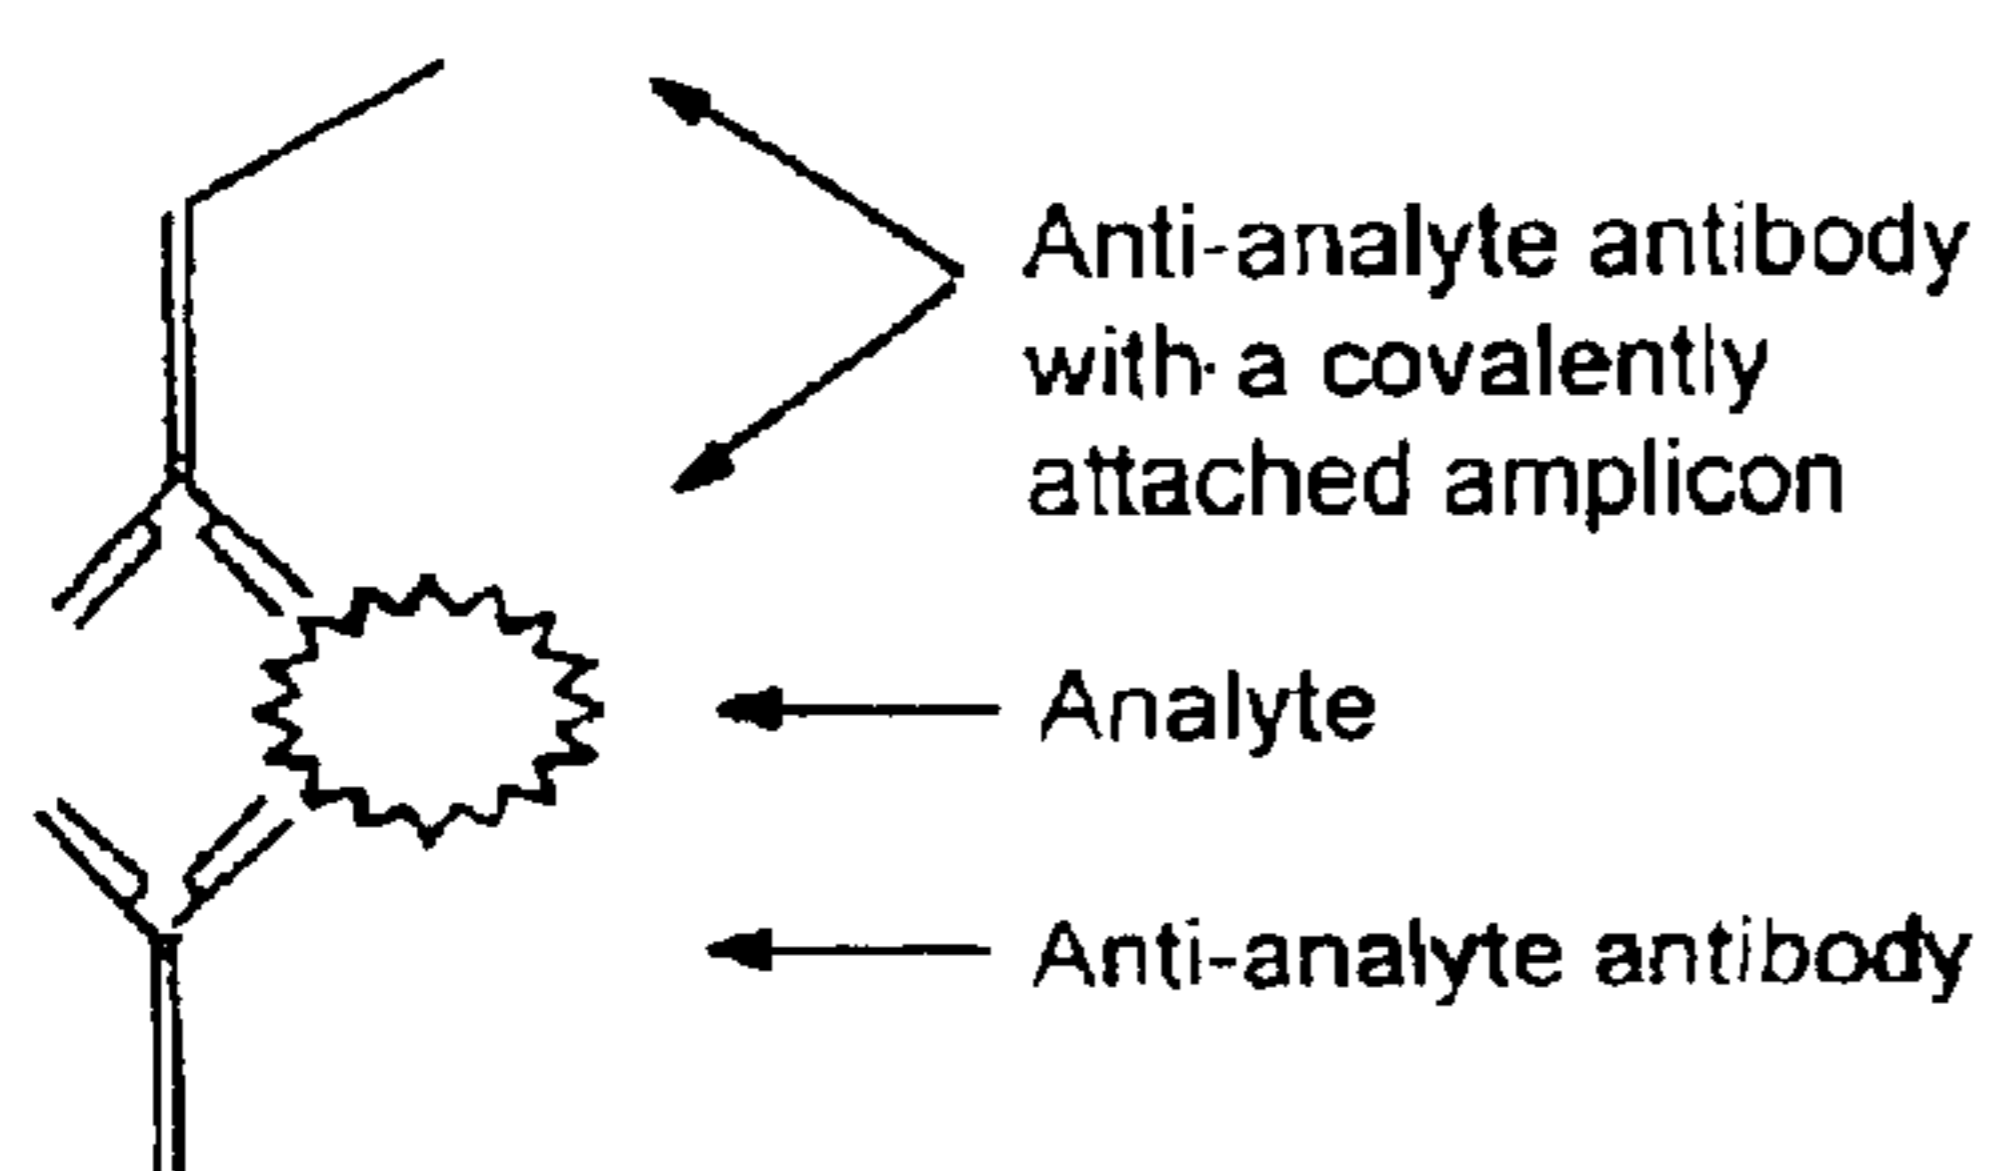 Anti-analyte antibody
with a covalently
attached amplicon
Analyte
Anti-analyte antibody